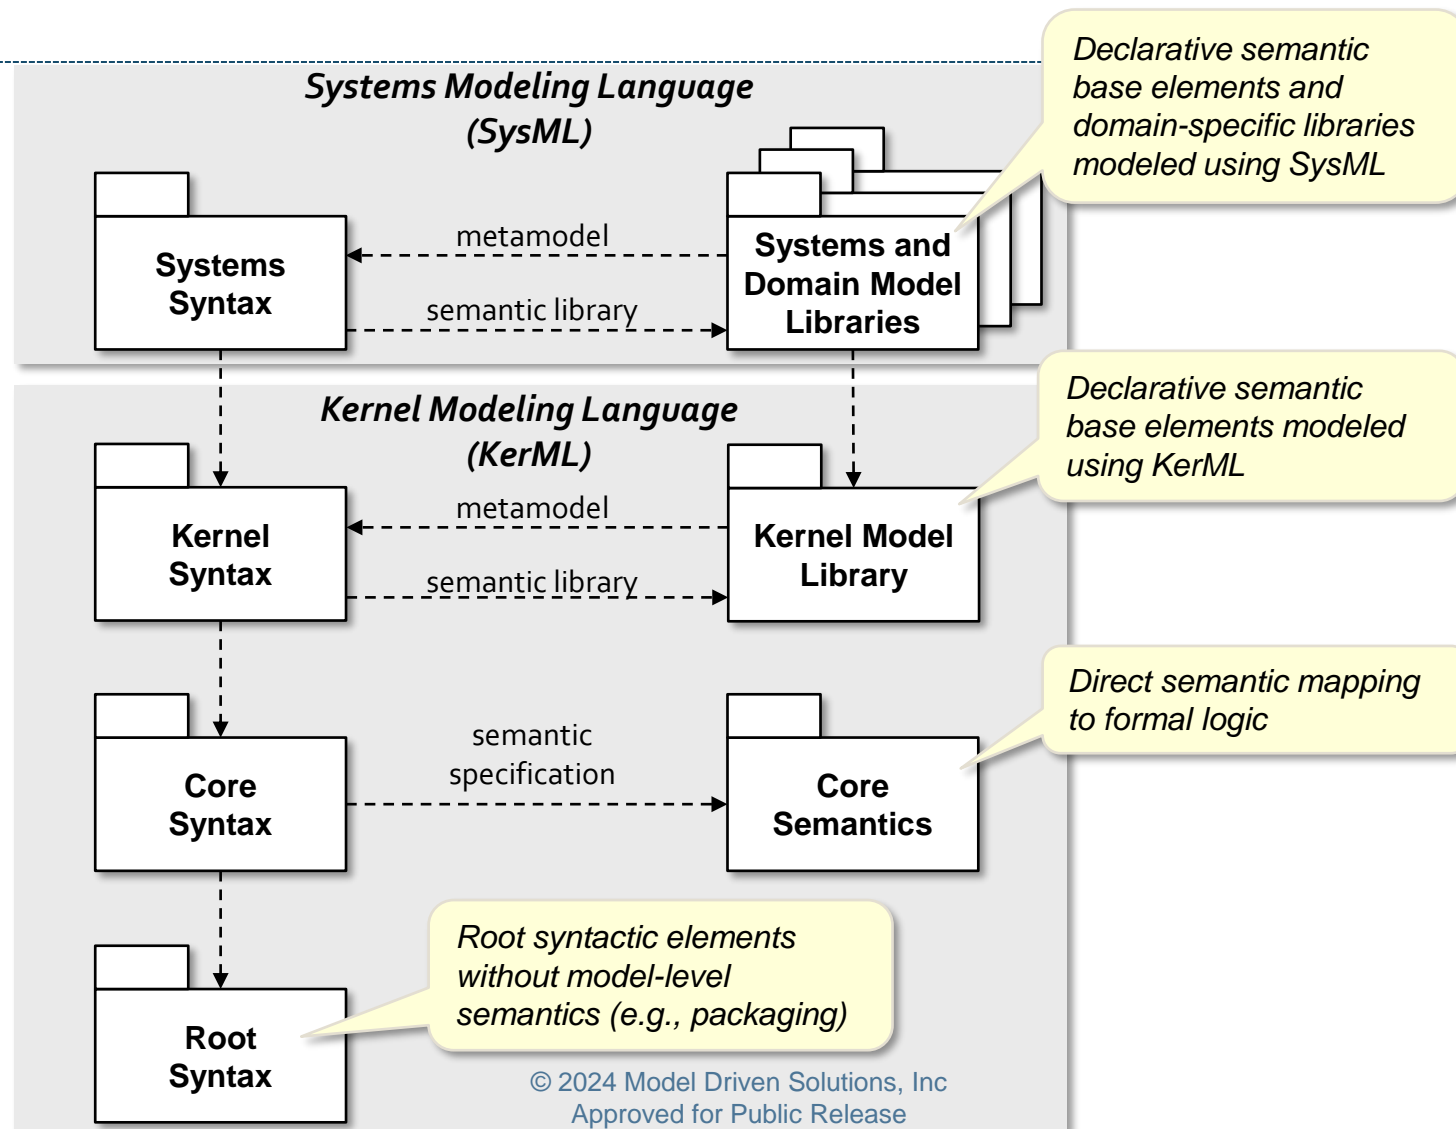 Declarative semantic
base elements and
domain-specific libraries
modeled using SysML
Systems Modeling Language
(SysML)
Systems
Syntax
metamodel
semantic library
Systems and
Domain Model
Libraries
Declarative semantic
base elements modeled
using KerML
Kernel Modeling Language
(KerML)
Kernel
Syntax
metamodel
semantic library
Kernel Model
Library
Direct semantic mapping
to formal logic
Core
Syntax
semantic
specification
Core
Semantics
Root syntactic elements
without model-level
semantics (e.g., packaging)
Root
Syntax
© 2024 Model Driven Solutions, Inc
Approved for Public Release